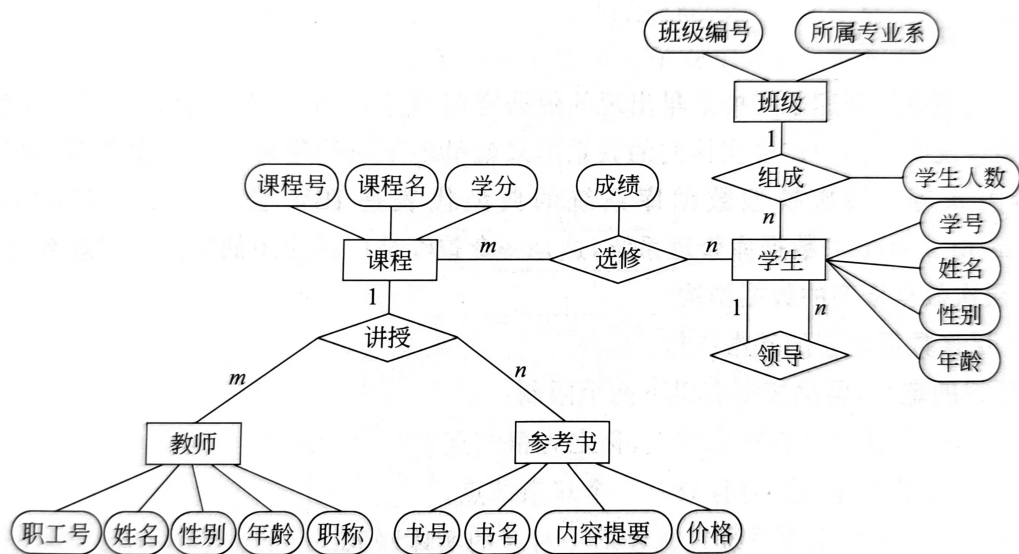 班级编号 所属专业系
班级
1
组成 学生人数
n
课程号 课程名 学分 成绩 学号
课程 m 选修 n 学生 姓名
1 1 n 性别
讲授 领导 年龄
m n
教师 参考书
职工号 姓名 性别 年龄 职称 书号 书名 内容提要 价格